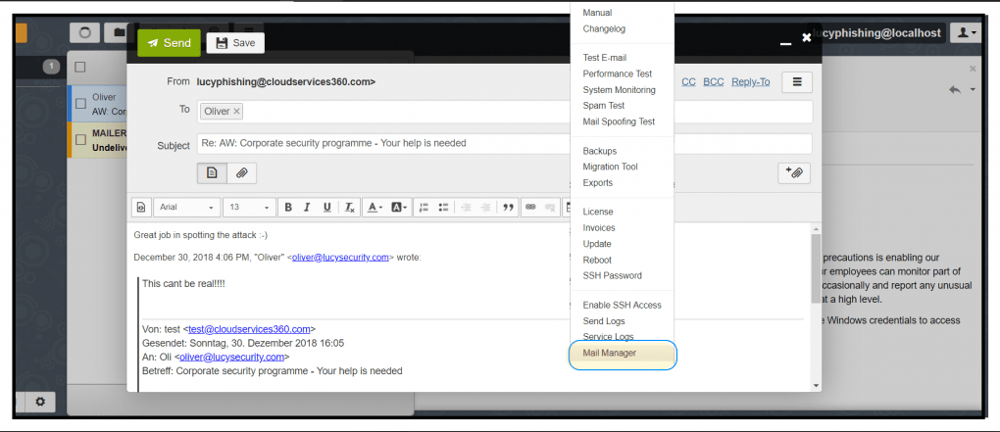 Manual
Changelog
Test E-mail
Performance Test
System Monitoring
Spam Test
Mail Spoofing Test
Backups
Migration Tool
Exports
License
Invoices
Update
Reboot
SSH Password
Enable SSH Access
Send Logs
Service Logs
Mail Manager
Send
Save
ucyphishing@localhost
1
Oliver
AW: Cor
MAILER
Undelive
From lucyphishing@cloudservices360.com>
CC BCC Reply-To
To Oliver ×
Subject Re: AW: Corporate security programme - Your help is needed
Arial 13 B I U Tx A A
Great job in spotting the attack :-)
December 30, 2018 4:06 PM, "Oliver" <oliver@lucysecurity.com> wrote:
This cant be real!!!!
Von: test <test@cloudservices360.com>
Gesendet: Sonntag, 30. Dezember 2018 16:05
An: Oli <oliver@lucysecurity.com>
Betreff: Corporate security programme - Your help is needed
precautions is enabling our
r employees can monitor part of
ccasionally and report any unusual
at a high level.
e Windows credentials to access